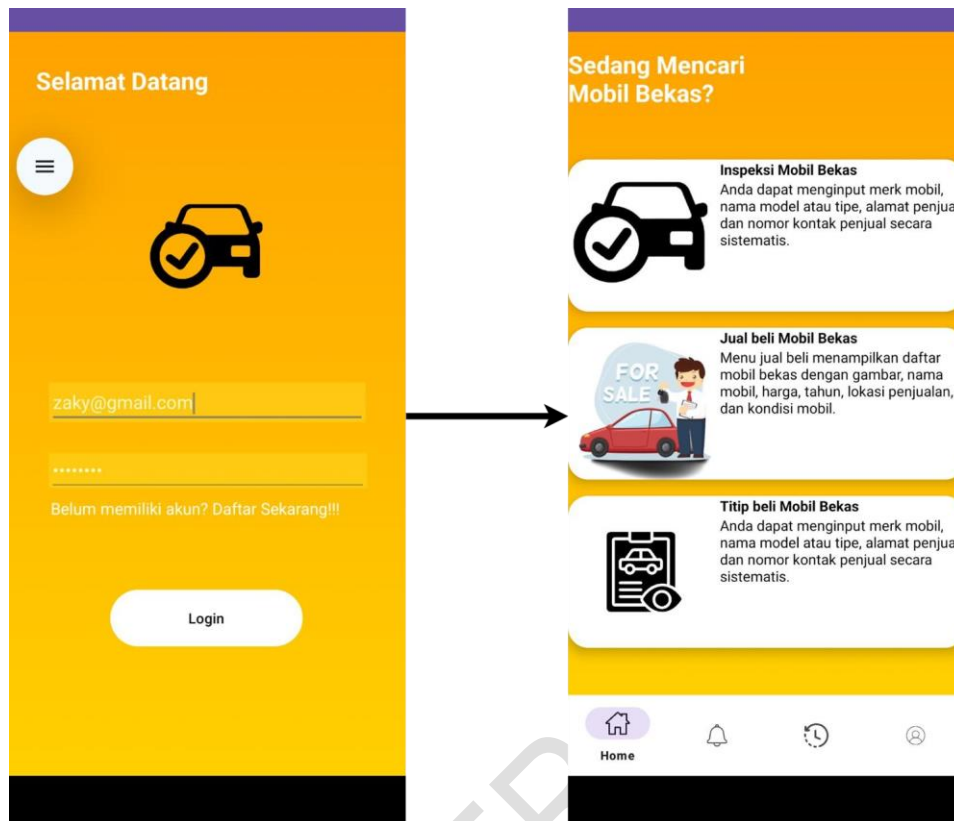 Selamat Datang
zaky@gmail.com
Belum memiliki akun? Daftar Sekarang!!!
Login
Sedang Mencari
Mobil Bekas?
Inspeksi Mobil Bekas
Anda dapat menginput merk mobil,
nama model atau tipe, alamat penjua
dan nomor kontak penjual secara
sistematis.
FOR
SALE
Jual beli Mobil Bekas
Menu jual beli menampilkan daftar
mobil bekas dengan gambar, nama
mobil, harga, tahun, lokasi penjualan,
dan kondisi mobil.
Titip beli Mobil Bekas
Anda dapat menginput merk mobil,
nama model atau tipe, alamat penjua
dan nomor kontak penjual secara
sistematis.
Home